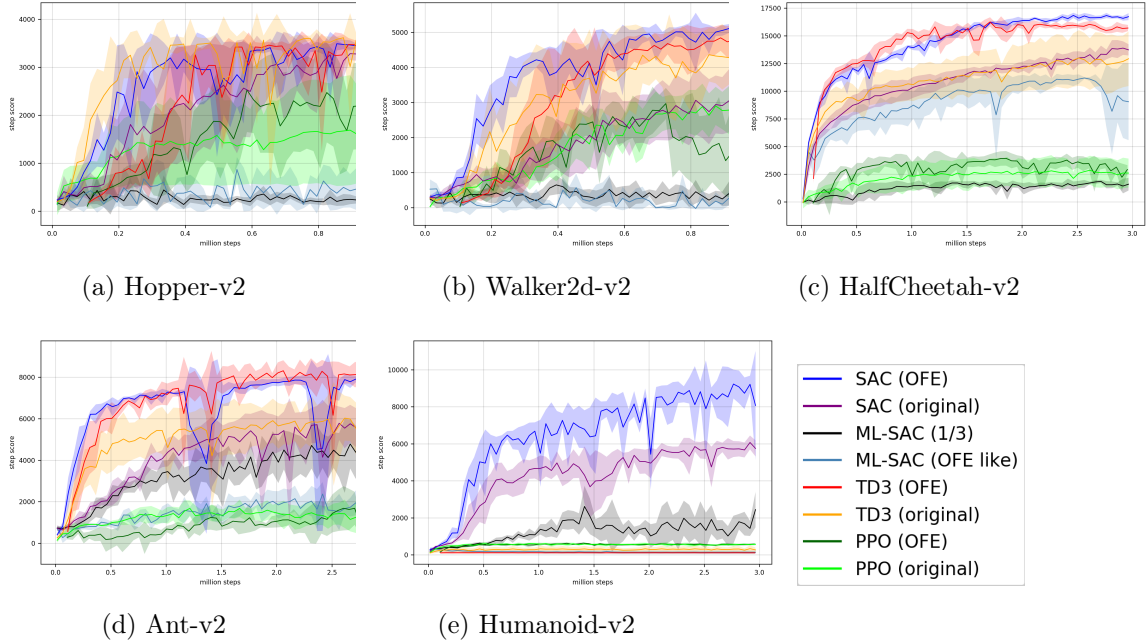 4000
3000
2000
1000
0
step score
0.0 0.2 0.4 0.6 0.8
million steps
(a) Hopper-v2
5000
4000
3000
2000
1000
0
step score
0.0 0.2 0.4 0.6 0.8
million steps
(b) Walker2d-v2
17500
15000
12500
10000
7500
5000
2500
0
step score
0.0 0.5 1.0 1.5 2.0 2.5 3.0
million steps
(c) HalfCheetah-v2
8000
6000
4000
2000
0
step score
0.0 0.5 1.0 1.5 2.0 2.5
million steps
(d) Ant-v2
10000
8000
6000
4000
2000
0
step score
0.0 0.5 1.0 1.5 2.0 2.5 3.0
million steps
(e) Humanoid-v2
SAC (OFE)
SAC (original)
ML-SAC (1/3)
ML-SAC (OFE like)
TD3 (OFE)
TD3 (original)
PPO (OFE)
PPO (original)